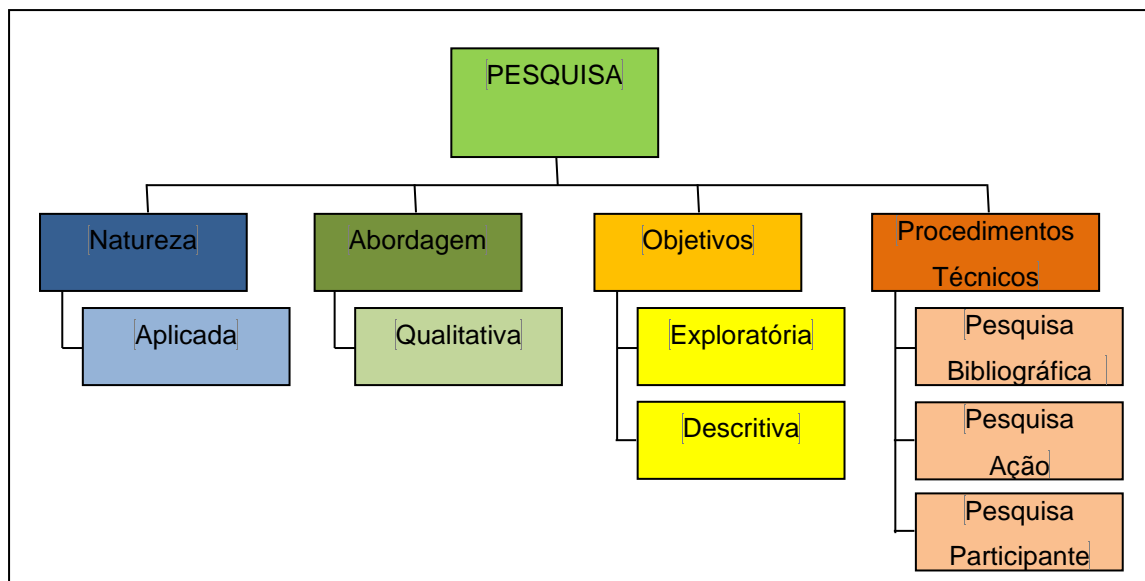 PESQUISA
Natureza
Abordagem
Objetivos
Procedimentos
Técnicos
Aplicada
Qualitativa
Exploratória
Descritiva
Pesquisa
Bibliográfica
Pesquisa
Ação
Pesquisa
Participante